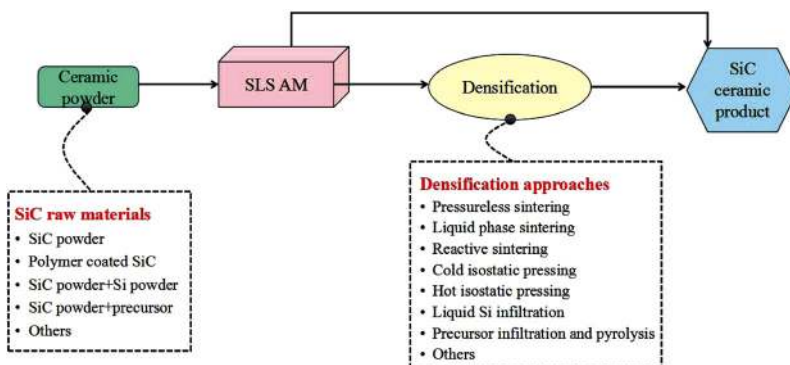 Ceramic
powder
SLS AM
Densification
SiC
ceramic
product
SiC raw materials
• SiC powder
• Polymer coated SiC
• SiC powder+Si powder
• SiC powder+precursor
• Others
Densification approaches
• Pressureless sintering
• Liquid phase sintering
• Reactive sintering
• Cold isostatic pressing
• Hot isostatic pressing
• Liquid Si infiltration
• Precursor infiltration and pyrolysis
• Others